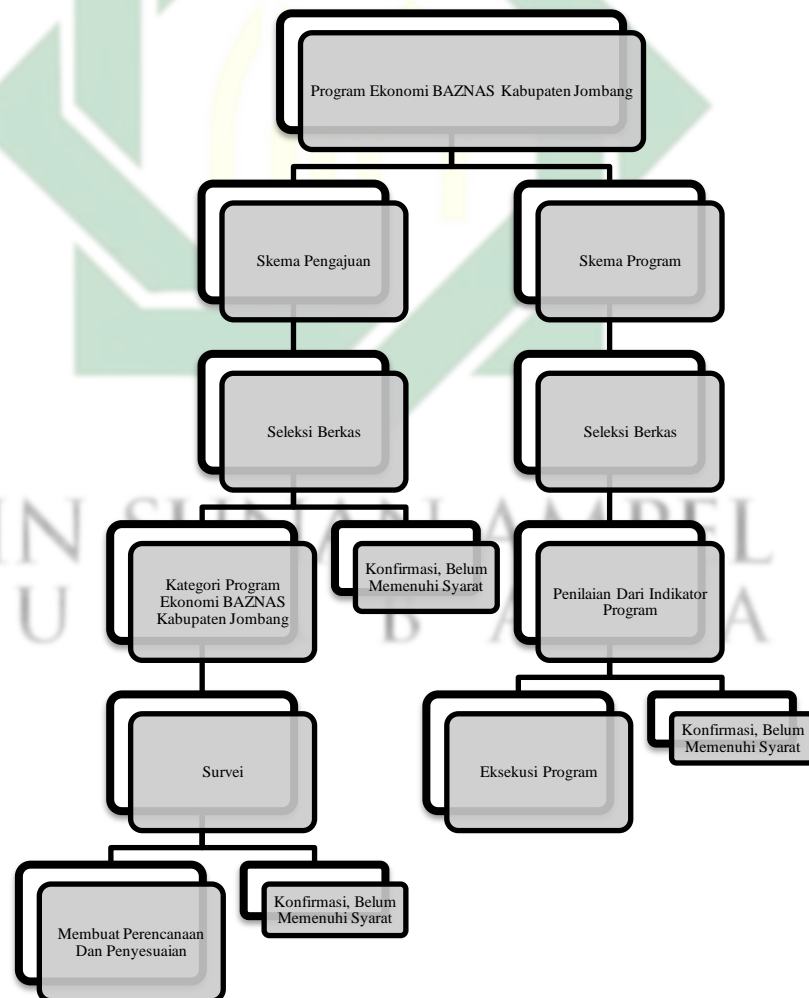 Program Ekonomi BAZNAS Kabupaten Jombang
Skema Pengajuan
Skema Program
Seleksi Berkas
Seleksi Berkas
Kategori Program
Ekonomi BAZNAS
Kabupaten Jombang
Konfirmasi, Belum
Memenuhi Syarat
Penilaian Dari Indikator
Program
Survei
Eksekusi Program
Konfirmasi, Belum
Memenuhi Syarat
Membuat Perencanaan
Dan Penyesuaian
Konfirmasi, Belum
Memenuhi Syarat